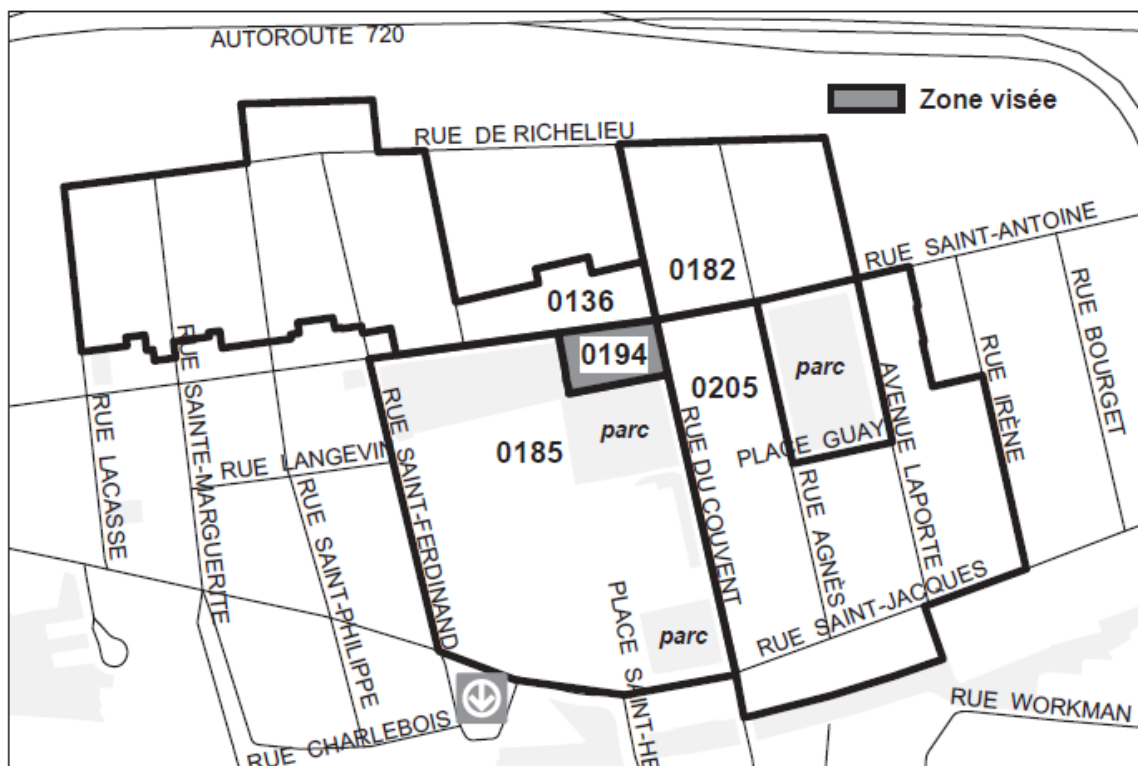 AUTOROUTE 720
Zone visée
RUE DE RICHELIEU
RUE SAINT-ANTOINE
0182
0136
0194
parc
0205
RUE BOURGET
RUE IRÈNE
AVENUE LAPORTE
RUE SAINTE-MARGUERITE
RUE SAINT-FERDINAND
RUE LACASSE
RUE LANGEVIN
0185
parc
RUE DU COUVENT
PLACE GUAY
RUE AGNÈS
RUE SAINT-PHILIPPE
RUE SAINT-JACQUES
PLACE SAINT-HE
parc
RUE CHARLEBOIS
RUE WORKMAN